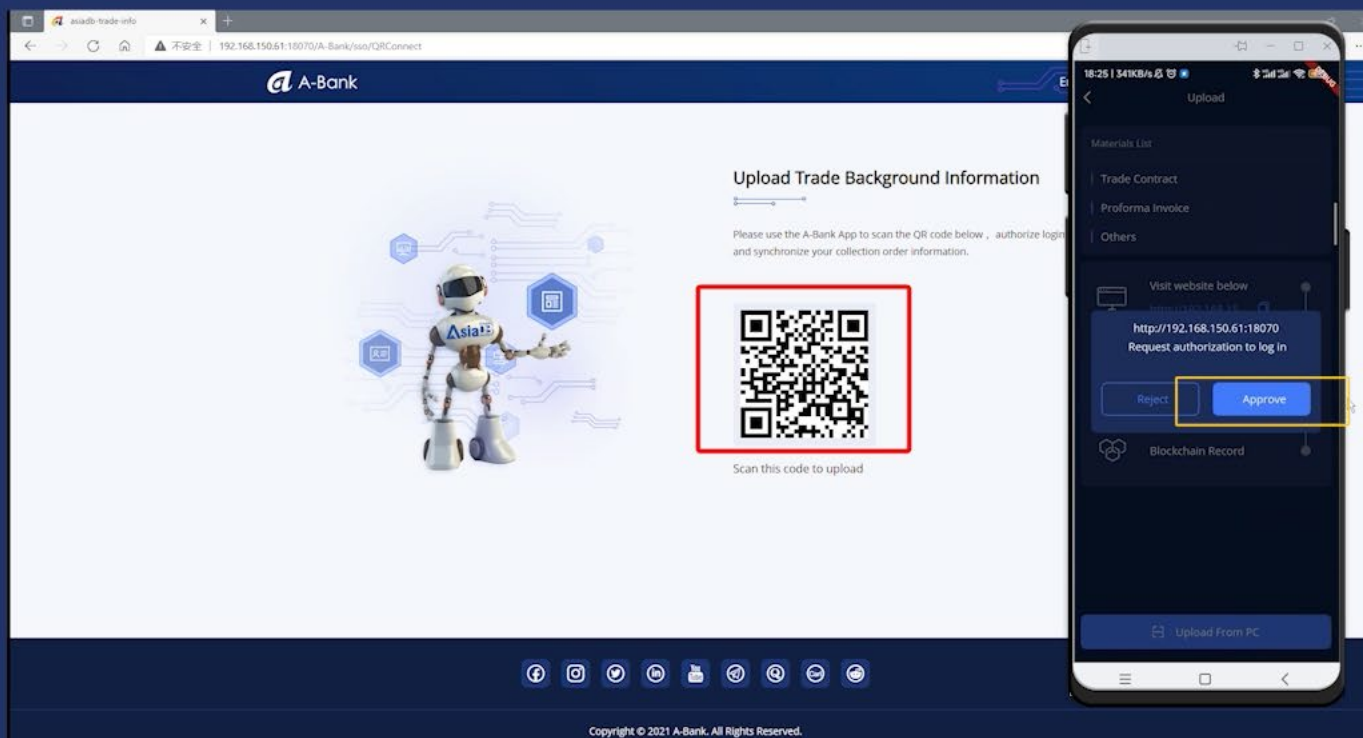 asiadb-trade-info
不安全
192.168.150.61:18070/A-Bank/sso/QRConnect
A-Bank
Upload Trade Background Information
Please use the A-Bank App to scan the QR code below , authorize login
and synchronize your collection order information.
AsiaDB
Scan this code to upload
Copyright © 2021 A-Bank. All Rights Reserved.
18:25 | 341KB/s
Upload
Materials List
Trade Contract
Proforma Invoice
Others
Visit website below
http://192.168.150.61:18070
Request authorization to log in
Reject
Approve
Blockchain Record
Upload From PC